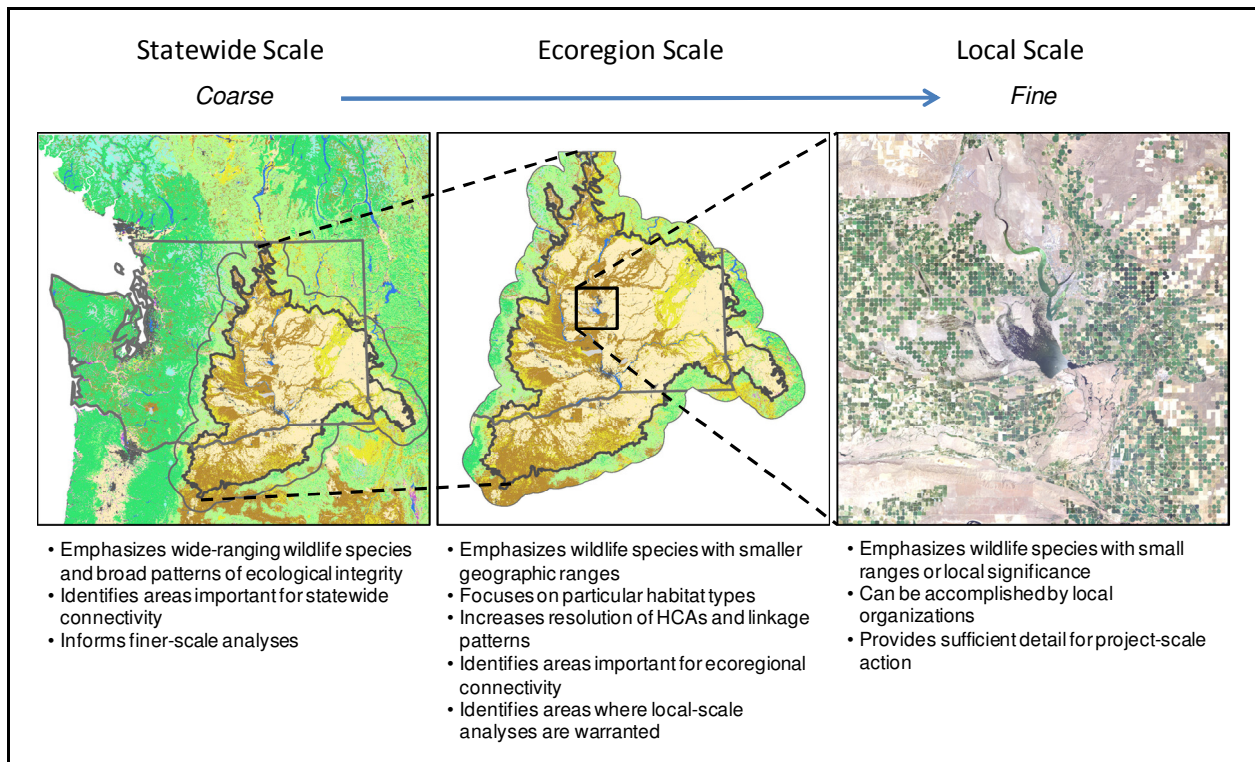 Statewide Scale
Ecoregion Scale
Local Scale
Coarse
Fine
• Emphasizes wide-ranging wildlife species
and broad patterns of ecological integrity
• Identifies areas important for statewide
connectivity
• Informs finer-scale analyses
• Emphasizes wildlife species with smaller
geographic ranges
• Focuses on particular habitat types
• Increases resolution of HCAs and linkage
patterns
• Identifies areas important for ecoregional
connectivity
• Identifies areas where local-scale
analyses are warranted
• Emphasizes wildlife species with small
ranges or local significance
• Can be accomplished by local
organizations
• Provides sufficient detail for project-scale
action